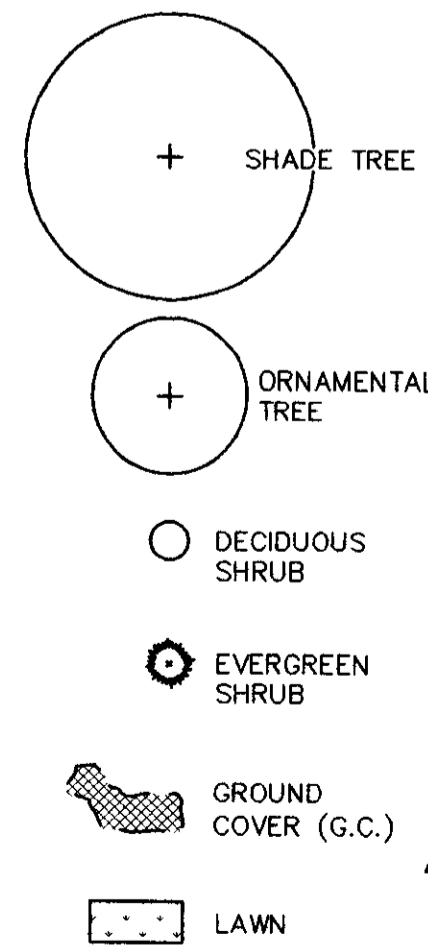 SHADE TREE
ORNAMENTAL
TREE
DECIDUOUS
SHRUB
EVERGREEN
SHRUB
GROUND
COVER (G.C.)
LAWN